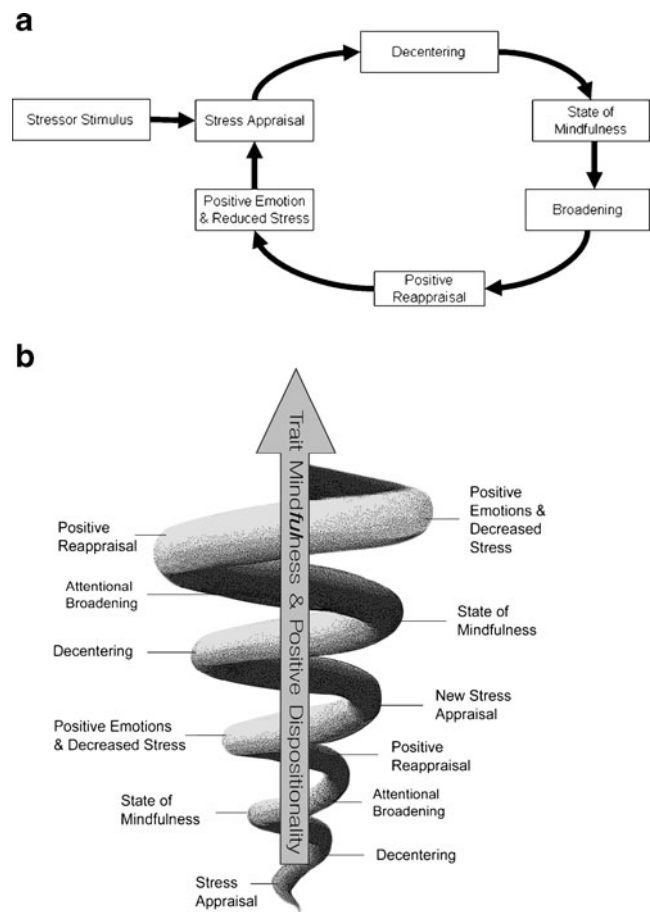 a
Decentering
Stressor Stimulus
Stress Appraisal
State of
Mindfulness
Positive Emotion
& Reduced Stress
Broadening
Positive
Reappraisal
b
Trait Mindfulness & Positive Dispositionality
Positive
Emotions &
Decreased
Stress
Positive
Reappraisal
Attentional
Broadening
State of
Mindfulness
Decentering
New Stress
Appraisal
Positive Emotions
& Decreased Stress
Positive
Reappraisal
Attentional
Broadening
State of
Mindfulness
Decentering
Stress
Appraisal